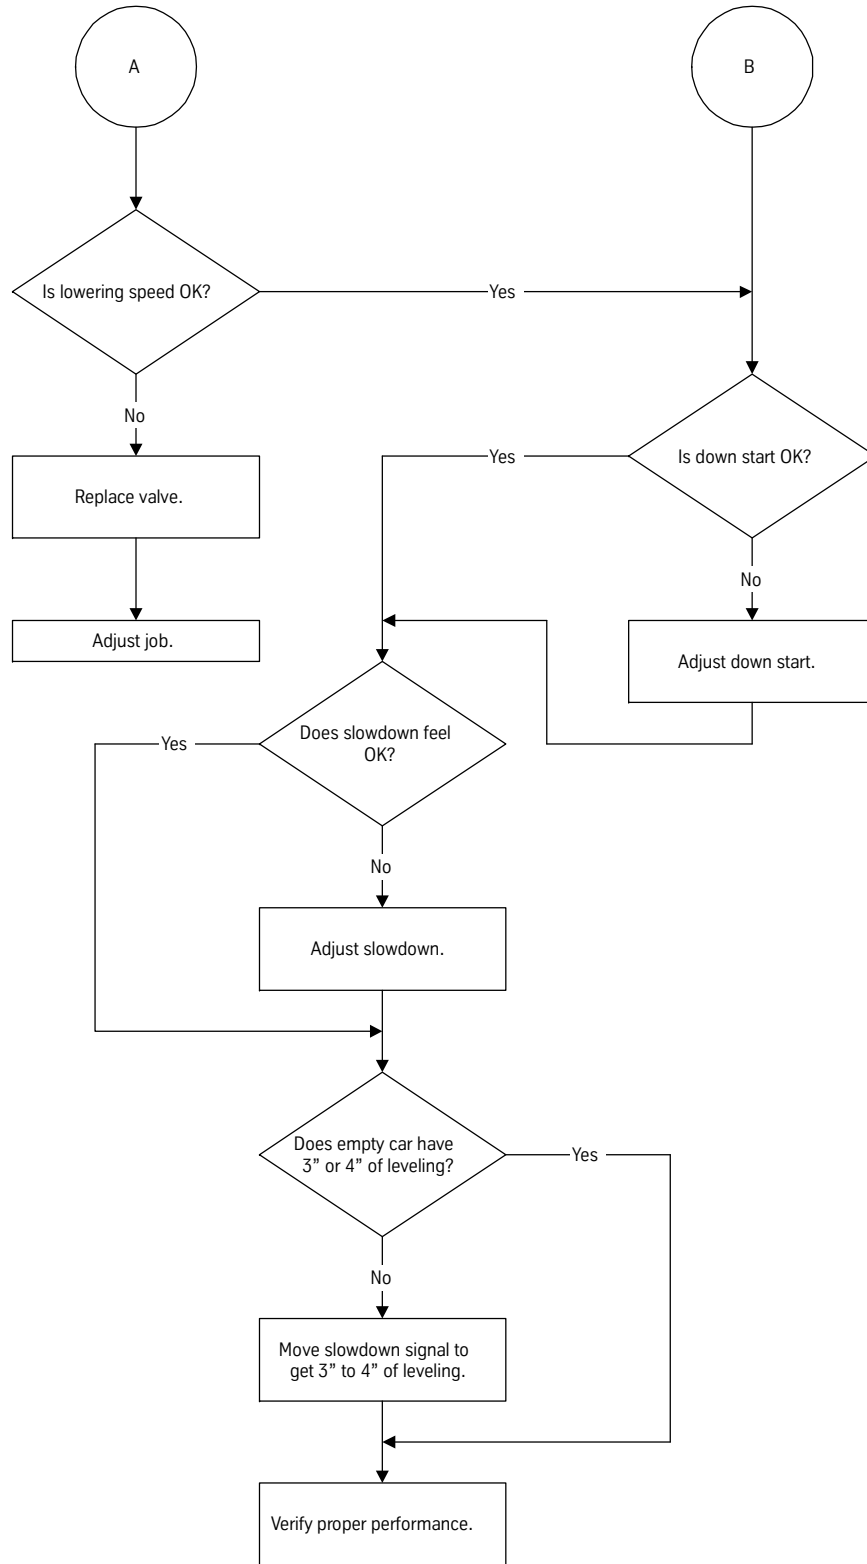 A
B
Is lowering speed OK?
Yes
No
Is down start OK?
Yes
Replace valve.
No
Adjust job.
Adjust down start.
Does slowdown feel
OK?
Yes
No
Adjust slowdown.
Does empty car have
3” or 4” of leveling?
Yes
No
Move slowdown signal to
get 3” to 4” of leveling.
Verify proper performance.